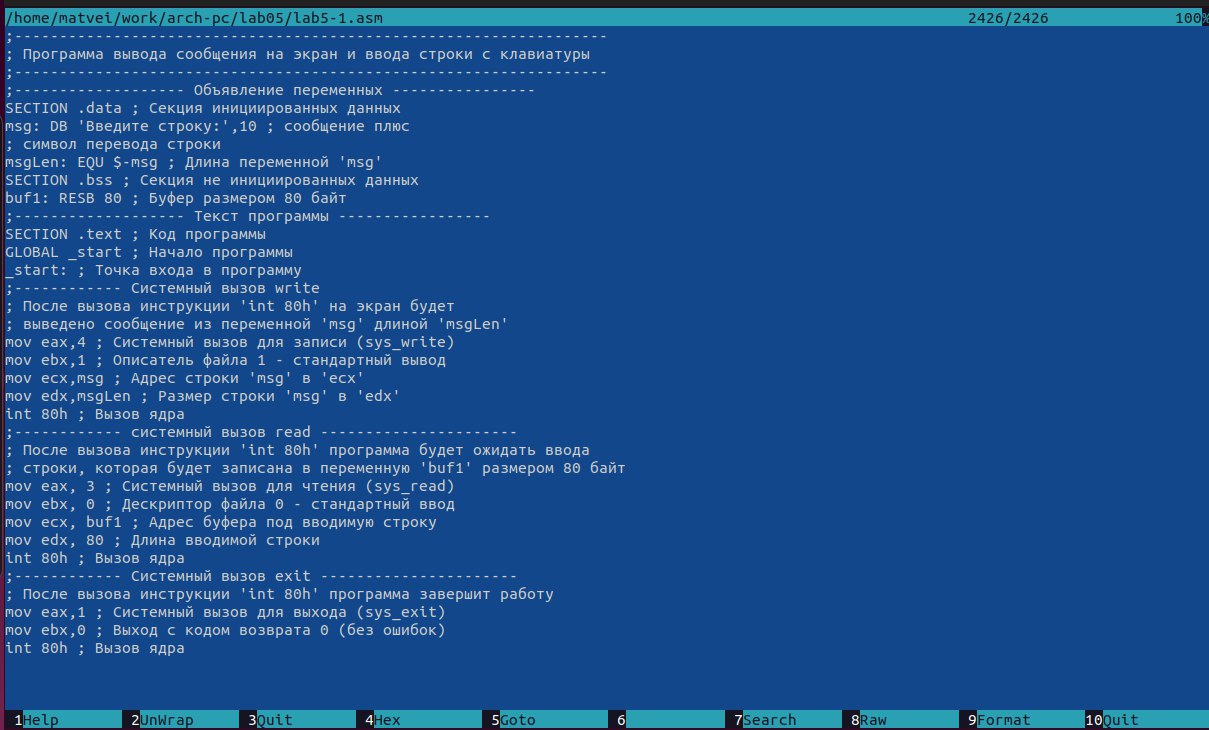 /home/matvei/work/arch-pc/lab05/lab5-1.asm 2426/2426 100%
;------------------------------------------------------------------
; Программа вывода сообщения на экран и ввода строки с клавиатуры
;------------------------------------------------------------------
;------------------- Объявление переменных ----------------
SECTION .data ; Секция инициированных данных
msg: DB 'Введите строку:',10 ; сообщение плюс
; символ перевода строки
msgLen: EQU $-msg ; Длина переменной 'msg'
SECTION .bss ; Секция не инициированных данных
buf1: RESB 80 ; Буфер размером 80 байт
;------------------- Текст программы -----------------
SECTION .text ; Код программы
GLOBAL _start ; Начало программы
_start: ; Точка входа в программу
;------------ Системный вызов write
; После вызова инструкции 'int 80h' на экран будет
; выведено сообщение из переменной 'msg' длиной 'msgLen'
mov eax,4 ; Системный вызов для записи (sys_write)
mov ebx,1 ; Описатель файла 1 - стандартный вывод
mov ecx,msg ; Адрес строки 'msg' в 'ecx'
mov edx,msgLen ; Размер строки 'msg' в 'edx'
int 80h ; Вызов ядра
;------------ системный вызов read ----------------------
; После вызова инструкции 'int 80h' программа будет ожидать ввода
; строки, которая будет записана в переменную 'buf1' размером 80 байт
mov eax, 3 ; Системный вызов для чтения (sys_read)
mov ebx, 0 ; Дескриптор файла 0 - стандартный ввод
mov ecx, buf1 ; Адрес буфера под вводимую строку
mov edx, 80 ; Длина вводимой строки
int 80h ; Вызов ядра
;------------ Системный вызов exit ----------------------
; После вызова инструкции 'int 80h' программа завершит работу
mov eax,1 ; Системный вызов для выхода (sys_exit)
mov ebx,0 ; Выход с кодом возврата 0 (без ошибок)
int 80h ; Вызов ядра
1Help 2UnWrap 3Quit 4Hex 5Goto 6 7Search 8Raw 9Format 10Quit